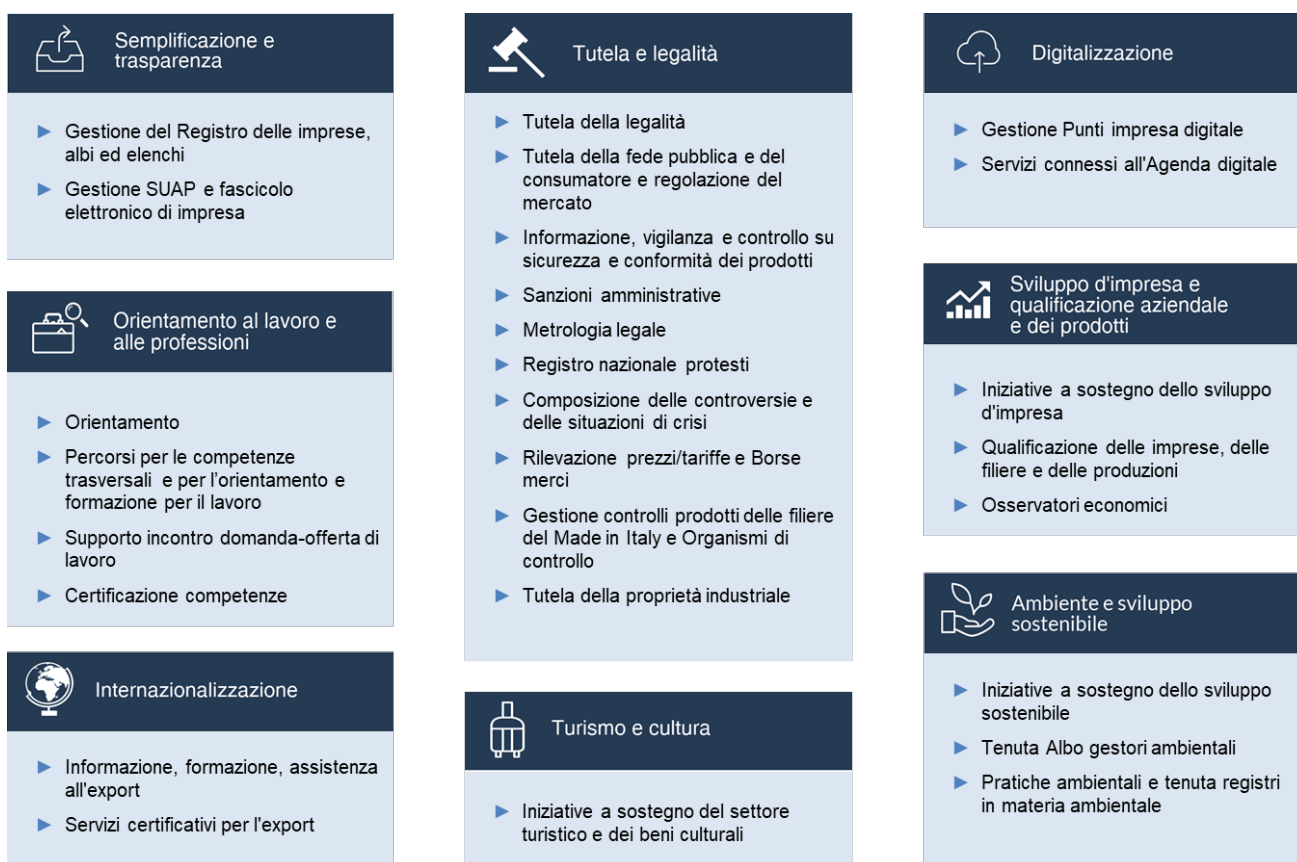 Semplificazione e
trasparenza
► Gestione del Registro delle imprese,
albi ed elenchi
► Gestione SUAP e fascicolo
elettronico di impresa
Orientamento al lavoro e
alle professioni
► Orientamento
► Percorsi per le competenze
trasversali e per l’orientamento e
formazione per il lavoro
► Supporto incontro domanda-offerta di
lavoro
► Certificazione competenze
Internazionalizzazione
► Informazione, formazione, assistenza
all'export
► Servizi certificativi per l'export
Tutela e legalità
► Tutela della legalità
► Tutela della fede pubblica e del
consumatore e regolazione del
mercato
► Informazione, vigilanza e controllo su
sicurezza e conformità dei prodotti
► Sanzioni amministrative
► Metrologia legale
► Registro nazionale protesti
► Composizione delle controversie e
delle situazioni di crisi
► Rilevazione prezzi/tariffe e Borse
merci
► Gestione controlli prodotti delle filiere
del Made in Italy e Organismi di
controllo
► Tutela della proprietà industriale
Turismo e cultura
► Iniziative a sostegno del settore
turistico e dei beni culturali
Digitalizzazione
► Gestione Punti impresa digitale
► Servizi connessi all'Agenda digitale
Sviluppo d'impresa e
qualificazione aziendale
e dei prodotti
► Iniziative a sostegno dello sviluppo
d'impresa
► Qualificazione delle imprese, delle
filiere e delle produzioni
► Osservatori economici
Ambiente e sviluppo
sostenibile
► Iniziative a sostegno dello sviluppo
sostenibile
► Tenuta Albo gestori ambientali
► Pratiche ambientali e tenuta registri
in materia ambientale